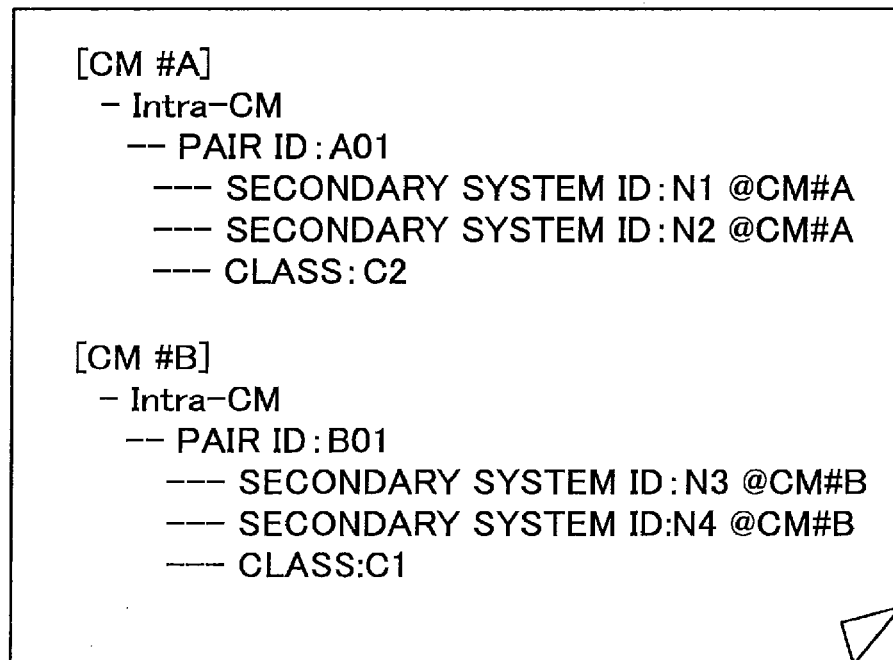 [CM #A]
- Intra-CM
-- PAIR ID:A01
--- SECONDARY SYSTEM ID:N1 @CM#A
--- SECONDARY SYSTEM ID:N2 @CM#A
--- CLASS:C2
[CM #B]
- Intra-CM
-- PAIR ID:B01
--- SECONDARY SYSTEM ID:N3 @CM#B
--- SECONDARY SYSTEM ID:N4 @CM#B
--- CLASS:C1